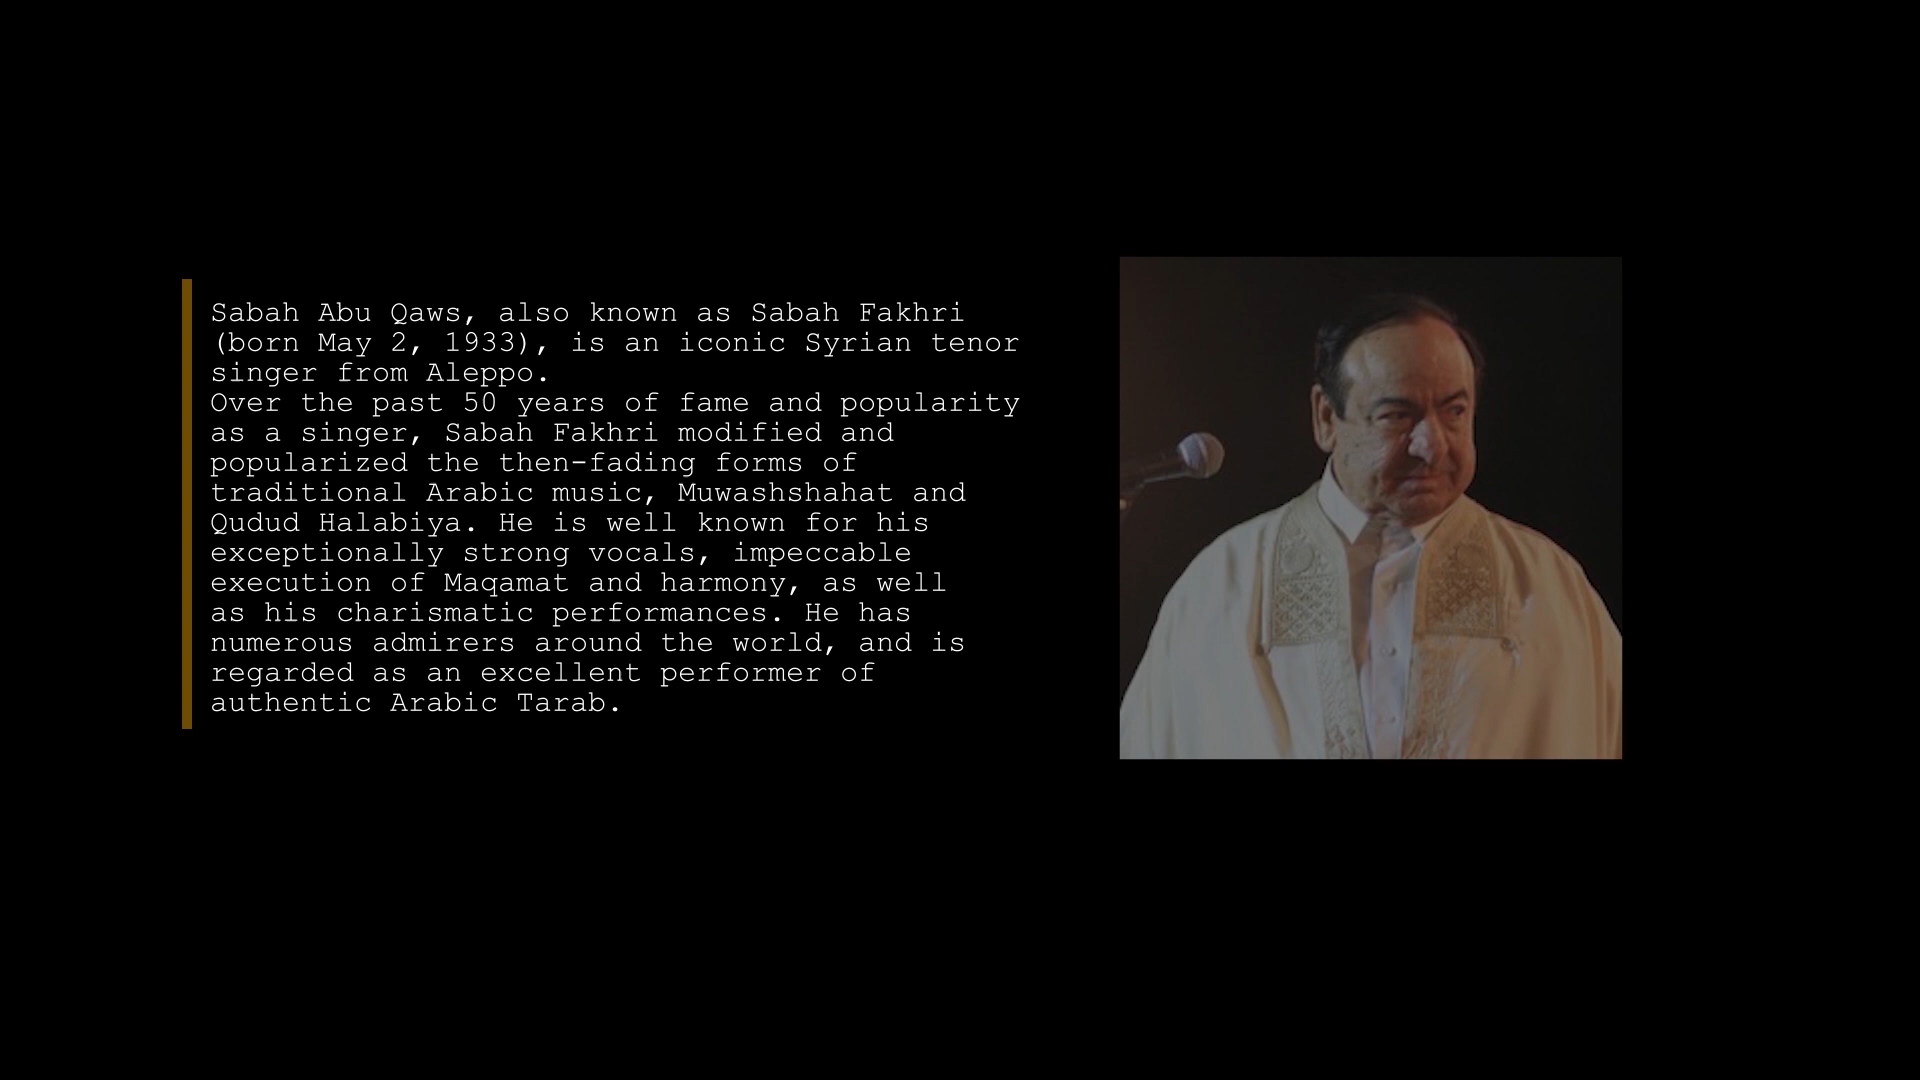 Sabah Abu Qaws, also known as Sabah Fakhri
(born May 2, 1933), is an iconic Syrian tenor
singer from Aleppo.
Over the past 50 years of fame and popularity
as a singer, Sabah Fakhri modified and
popularized the then-fading forms of
traditional Arabic music, Muwashshahat and
Qudud Halabiya. He is well known for his
exceptionally strong vocals, impeccable
execution of Maqamat and harmony, as well
as his charismatic performances. He has
numerous admirers around the world, and is
regarded as an excellent performer of
authentic Arabic Tarab.